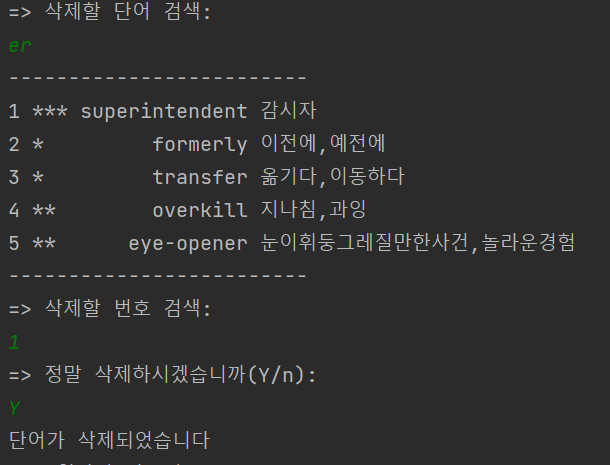 => 삭제할 단어 검색:
er
-------------------------
1 *** superintendent 감시자
2 *         formerly 이전에,예전에
3 *         transfer 옮기다,이동하다
4 **        overkill 지나침,과잉
5 **      eye-opener 눈이휘둥그레질만한사건,놀라운경험
-------------------------
=> 삭제할 번호 검색:
1
=> 정말 삭제하시겠습니까(Y/n):
Y
단어가 삭제되었습니다